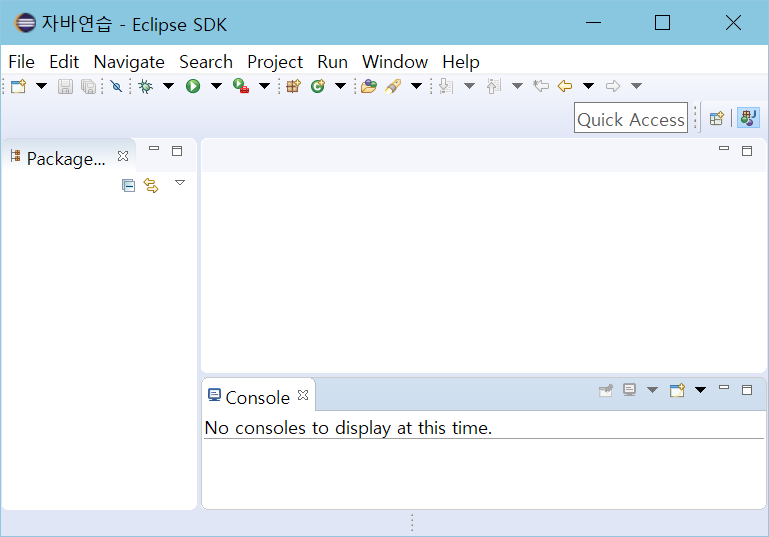 자바연습 - Eclipse SDK
File Edit Navigate Search Project Run Window Help
Quick Access
Package...
Console
No consoles to display at this time.